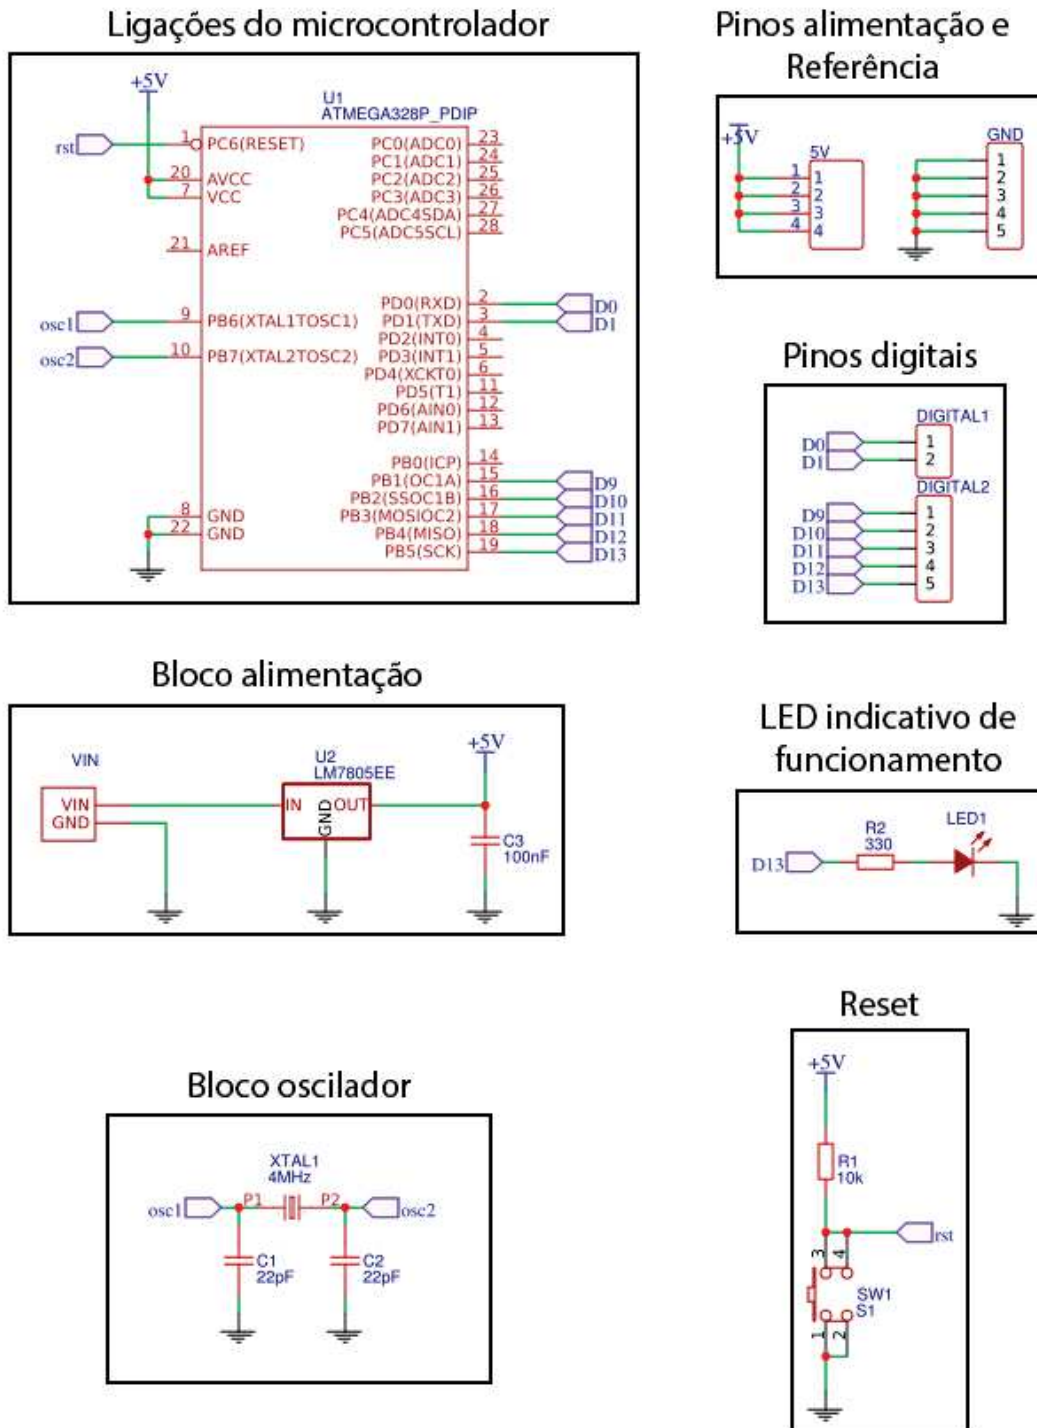 Ligações do microcontrolador
+5V
U1
ATMEGA328P_PDIP
rst
1 PC6(RESET)
20 AVCC
7 VCC
21 AREF
osc1 9 PB6(XTAL1TOSC1)
osc2 10 PB7(XTAL2TOSC2)
8 GND
22 GND
PC0(ADC0) 23
PC1(ADC1) 24
PC2(ADC2) 25
PC3(ADC3) 26
PC4(ADC4SDA) 27
PC5(ADC5SCL) 28
PD0(RXD) 2 D0
PD1(TXD) 3 D1
PD2(INT0) 4
PD3(INT1) 5
PD4(XCKT0) 6
PD5(T1) 11
PD6(AIN0) 12
PD7(AIN1) 13
PB0(ICP) 14
PB1(OC1A) 15 D9
PB2(SSOC1B) 16 D10
PB3(MOSIOC2) 17 D11
PB4(MISO) 18 D12
PB5(SCK) 19 D13
Pinos alimentação e
Referência
+5V
5V
1 1
2 2
3 3
4 4
GND
1
2
3
4
5
Pinos digitais
DIGITAL1
D0 1
D1 2
DIGITAL2
D9 1
D10 2
D11 3
D12 4
D13 5
Bloco alimentação
VIN
VIN
GND
U2
LM7805EE
IN GND OUT
+5V
C3
100nF
LED indicativo de
funcionamento
D13
R2
330
LED1
Bloco oscilador
XTAL1
4MHz
osc1 P1 P2 osc2
C1
22pF
C2
22pF
Reset
+5V
R1
10k
rst
3 4
SW1
S1
1 2